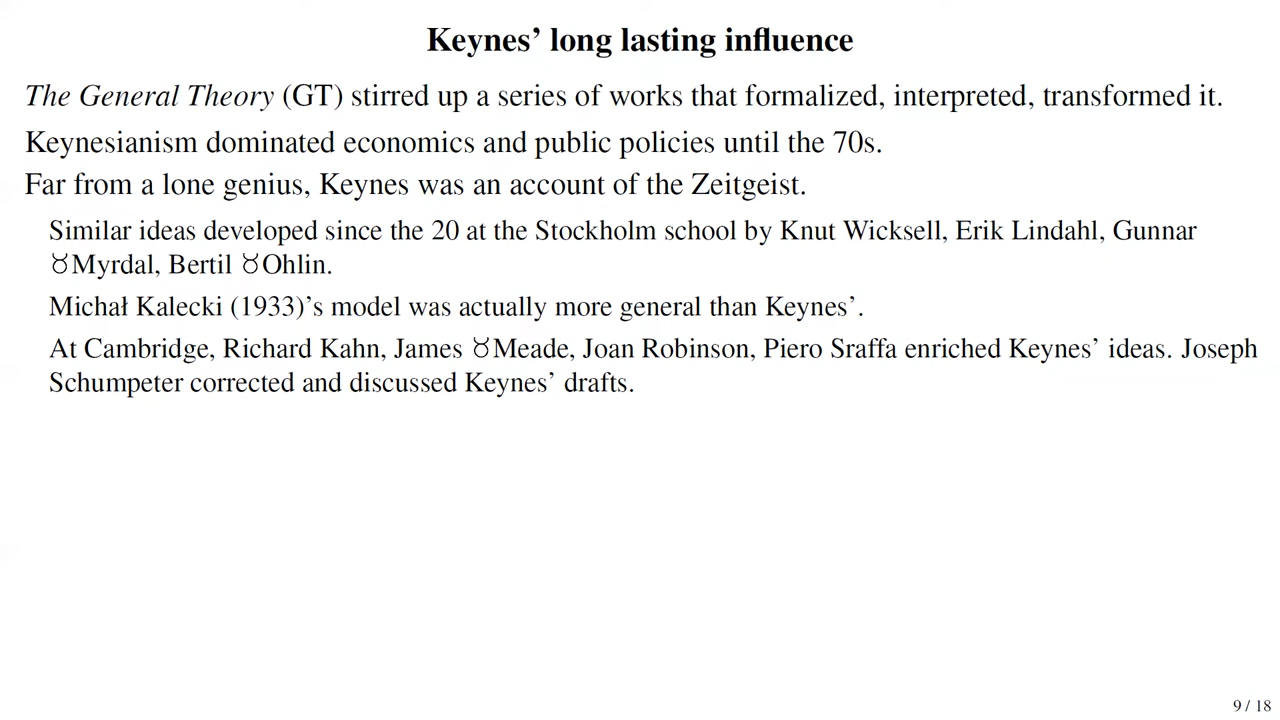 Keynes’ long lasting influence
The General Theory (GT) stirred up a series of works that formalized, interpreted, transformed it.
Keynesianism dominated economics and public policies until the 70s.
Far from a lone genius, Keynes was an account of the Zeitgeist.
Similar ideas developed since the 20 at the Stockholm school by Knut Wicksell, Erik Lindahl, Gunnar
♉Myrdal, Bertil ♉Ohlin.
Michał Kalecki (1933)’s model was actually more general than Keynes’.
At Cambridge, Richard Kahn, James ♉Meade, Joan Robinson, Piero Sraffa enriched Keynes’ ideas. Joseph
Schumpeter corrected and discussed Keynes’ drafts.
9 / 18